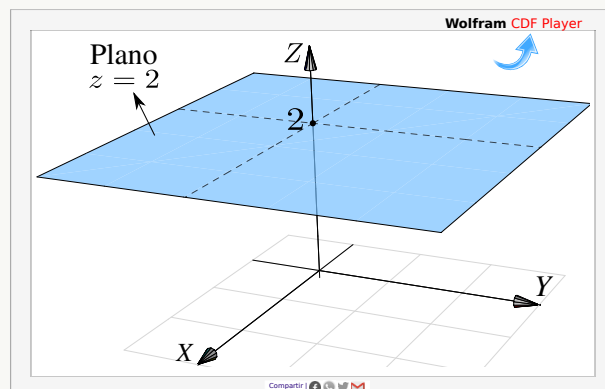 Wolfram CDF Player
Plano
z = 2
Z
2
Y
X
Compartir |